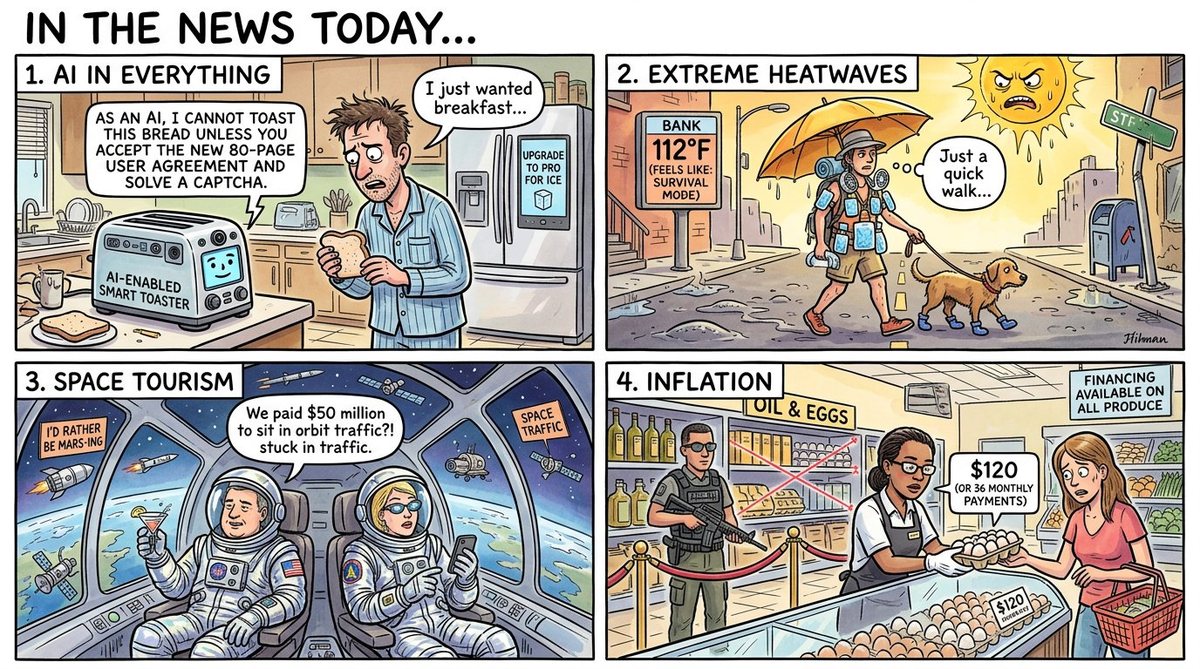 IN THE NEWS TODAY...
1. AI IN EVERYTHING
AS AN AI, I CANNOT TOAST
THIS BREAD UNLESS YOU
ACCEPT THE NEW 80-PAGE
USER AGREEMENT AND
SOLVE A CAPTCHA.
I just wanted
breakfast...
UPGRADE
TO PRO
FOR ICE
AI-ENABLED
SMART TOASTER
2. EXTREME HEATWAVES
BANK
112°F
(FEELS LIKE:
SURVIVAL
MODE)
Just a
quick
walk...
Hihman
3. SPACE TOURISM
I'D RATHER
BE MARS-ING
We paid $50 million
to sit in orbit traffic?!
stuck in traffic.
SPACE
TRAFFIC
4. INFLATION
OIL & EGGS
FINANCING
AVAILABLE ON
ALL PRODUCE
$120
(OR 36 MONTHLY
PAYMENTS)
$120